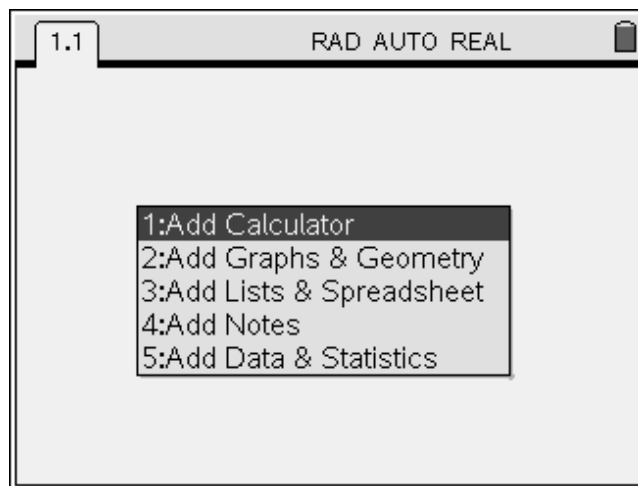 1.1 RAD AUTO REAL
1:Add Calculator
2:Add Graphs & Geometry
3:Add Lists & Spreadsheet
4:Add Notes
5:Add Data & Statistics